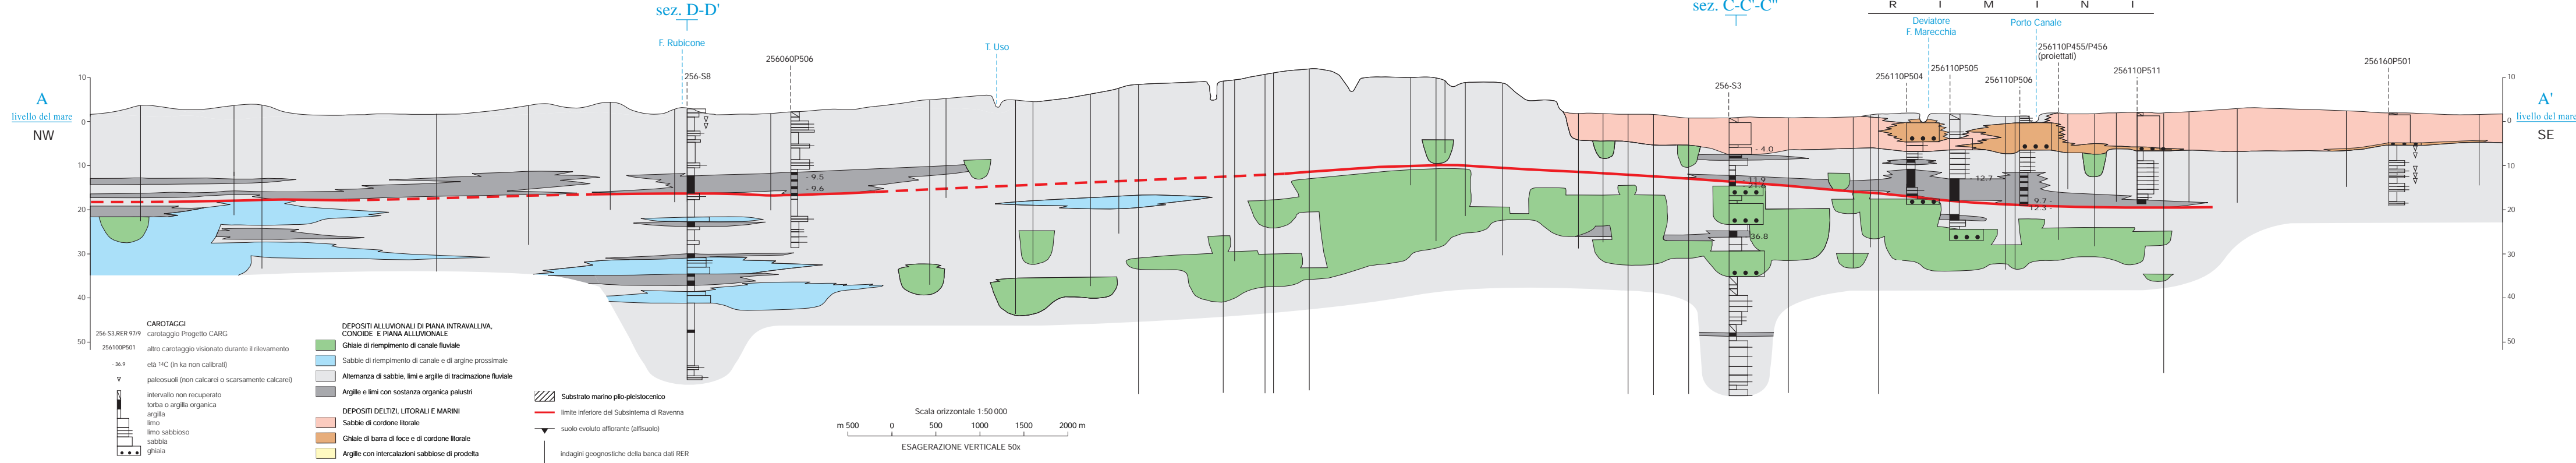 sez. D-D'
sez. C-C'-C"
R I M I N I
F. Rubicone
T. Uso
Deviatore
F. Marecchia
Porto Canale
256-S8
256060P506
256-S3
256110P504
256110P505
256110P506
256110P455/P456
(proiettati)
256110P511
256160P501
A
livello del mare
NW
10
0
10
20
30
40
50
A'
livello del mare
SE
10
0
10
20
30
40
50
- 9.5
- 9.6
- 4.0
- 11.9
36.8
12.7
9.7 -
12.3 -
CAROTAGGI
256-S3,RER 97/9 carotaggio Progetto CARG
256100P501 altro carotaggio visionato durante il rilevamento
- 36.9 età ¹⁴C (in ka non calibrati)
paleosuoli (non calcarei o scarsamente calcarei)
intervallo non recuperato
torba o argilla organica
argilla
limo
limo sabbioso
sabbia
ghiaia
DEPOSITI ALLUVIONALI DI PIANA INTRAVALLIVA,
CONOIDE E PIANA ALLUVIONALE
Ghiaie di riempimento di canale fluviale
Sabbie di riempimento di canale e di argine prossimale
Alternanza di sabbie, limi e argille di tracimazione fluviale
Argille e limi con sostanza organica palustri
DEPOSITI DELTIZI, LITORALI E MARINI
Sabbie di cordone litorale
Ghiaie di barra di foce e di cordone litorale
Argille con intercalazioni sabbiose di prodelta
Substrato marino plio-pleistocenico
limite inferiore del Subsintema di Ravenna
suolo evoluto affiorante (alfisuolo)
indagini geognostiche della banca dati RER
Scala orizzontale 1:50 000
m 500 0 500 1000 1500 2000 m
ESAGERAZIONE VERTICALE 50x